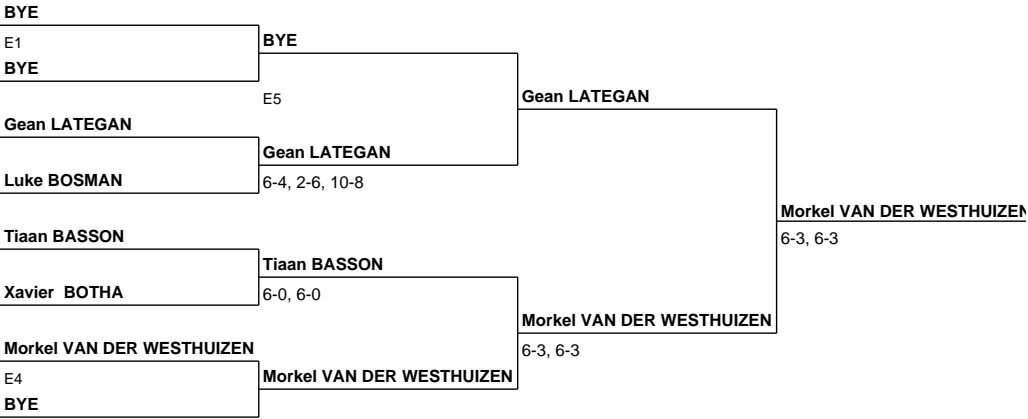 BYE
E1
BYE
BYE
E5
Gean LATEGAN
Gean LATEGAN
Gean LATEGAN
Luke BOSMAN
6-4, 2-6, 10-8
Morkel VAN DER WESTHUIZEN
6-3, 6-3
Tiaan BASSON
Tiaan BASSON
Xavier BOTHA
6-0, 6-0
Morkel VAN DER WESTHUIZEN
6-3, 6-3
Morkel VAN DER WESTHUIZEN
E4
Morkel VAN DER WESTHUIZEN
BYE